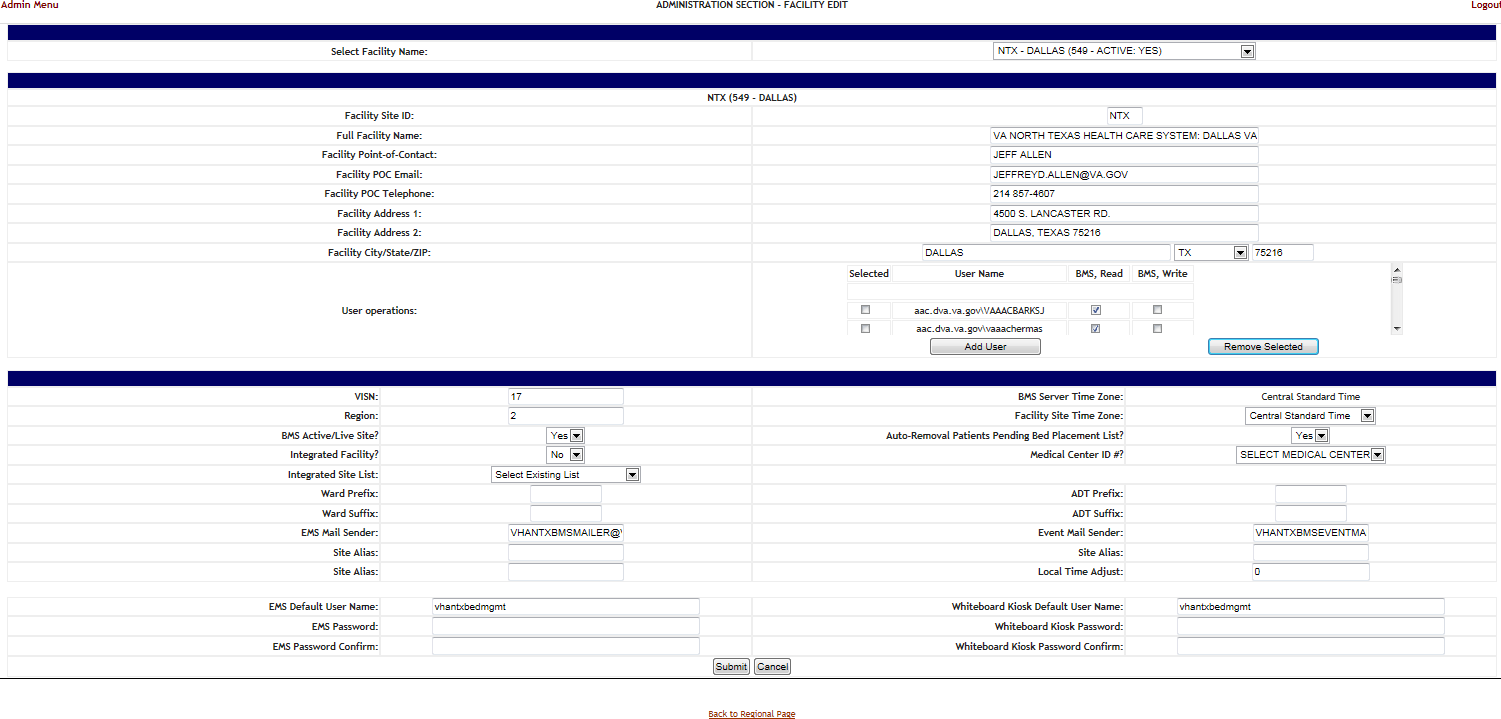 Admin Menu ADMINISTRATION SECTION - FACILITY EDIT Logout
Select Facility Name: NTX - DALLAS (549 - ACTIVE: YES)
NTX (549 - DALLAS)
Facility Site ID: NTX
Full Facility Name: VA NORTH TEXAS HEALTH CARE SYSTEM: DALLAS VA
Facility Point-of-Contact: JEFF ALLEN
Facility POC Email: JEFFREYD.ALLEN@VA.GOV
Facility POC Telephone: 214 857-4607
Facility Address 1: 4500 S. LANCASTER RD.
Facility Address 2: DALLAS, TEXAS 75216
Facility City/State/ZIP: DALLAS TX 75216
Selected User Name BMS, Read BMS, Write
User operations: aac.dva.va.gov\VAAACBARKSJ
aac.dva.va.gov\vaaachermas
Add User Remove Selected
VISN: 17 BMS Server Time Zone: Central Standard Time
Region: 2 Facility Site Time Zone: Central Standard Time
BMS Active/Live Site? Yes Auto-Removal Patients Pending Bed Placement List? Yes
Integrated Facility? No Medical Center ID #? SELECT MEDICAL CENTER
Integrated Site List: Select Existing List
Ward Prefix: ADT Prefix:
Ward Suffix: ADT Suffix:
EMS Mail Sender: VHANTXBMSMAILER@ Event Mail Sender: VHANTXBMSEVENTMA
Site Alias: Site Alias:
Site Alias: Local Time Adjust: 0
EMS Default User Name: vhantxbedmgmt Whiteboard Kiosk Default User Name: vhantxbedmgmt
EMS Password: Whiteboard Kiosk Password:
EMS Password Confirm: Whiteboard Kiosk Password Confirm:
Submit Cancel
Back to Regional Page